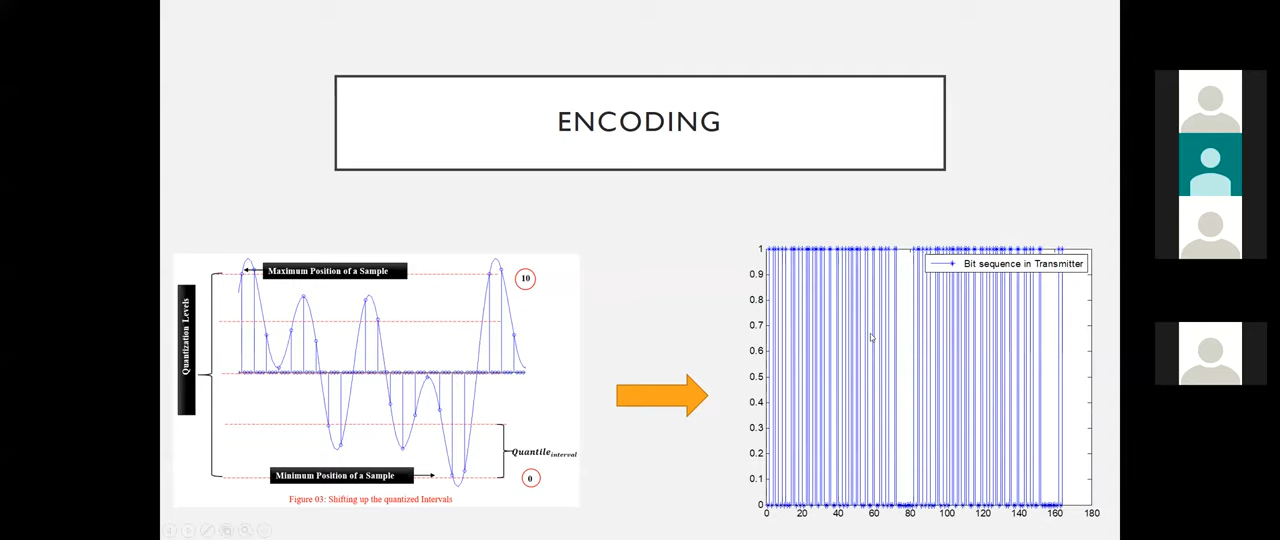 ENCODING
Maximum Position of a Sample
10
Quantization Levels
Quantile interval
Minimum Position of a Sample
0
Figure 03: Shifting up the quantized Intervals
Bit sequence in Transmitter
1
0.9
0.8
0.7
0.6
0.5
0.4
0.3
0.2
0.1
0
0 20 40 60 80 100 120 140 160 180